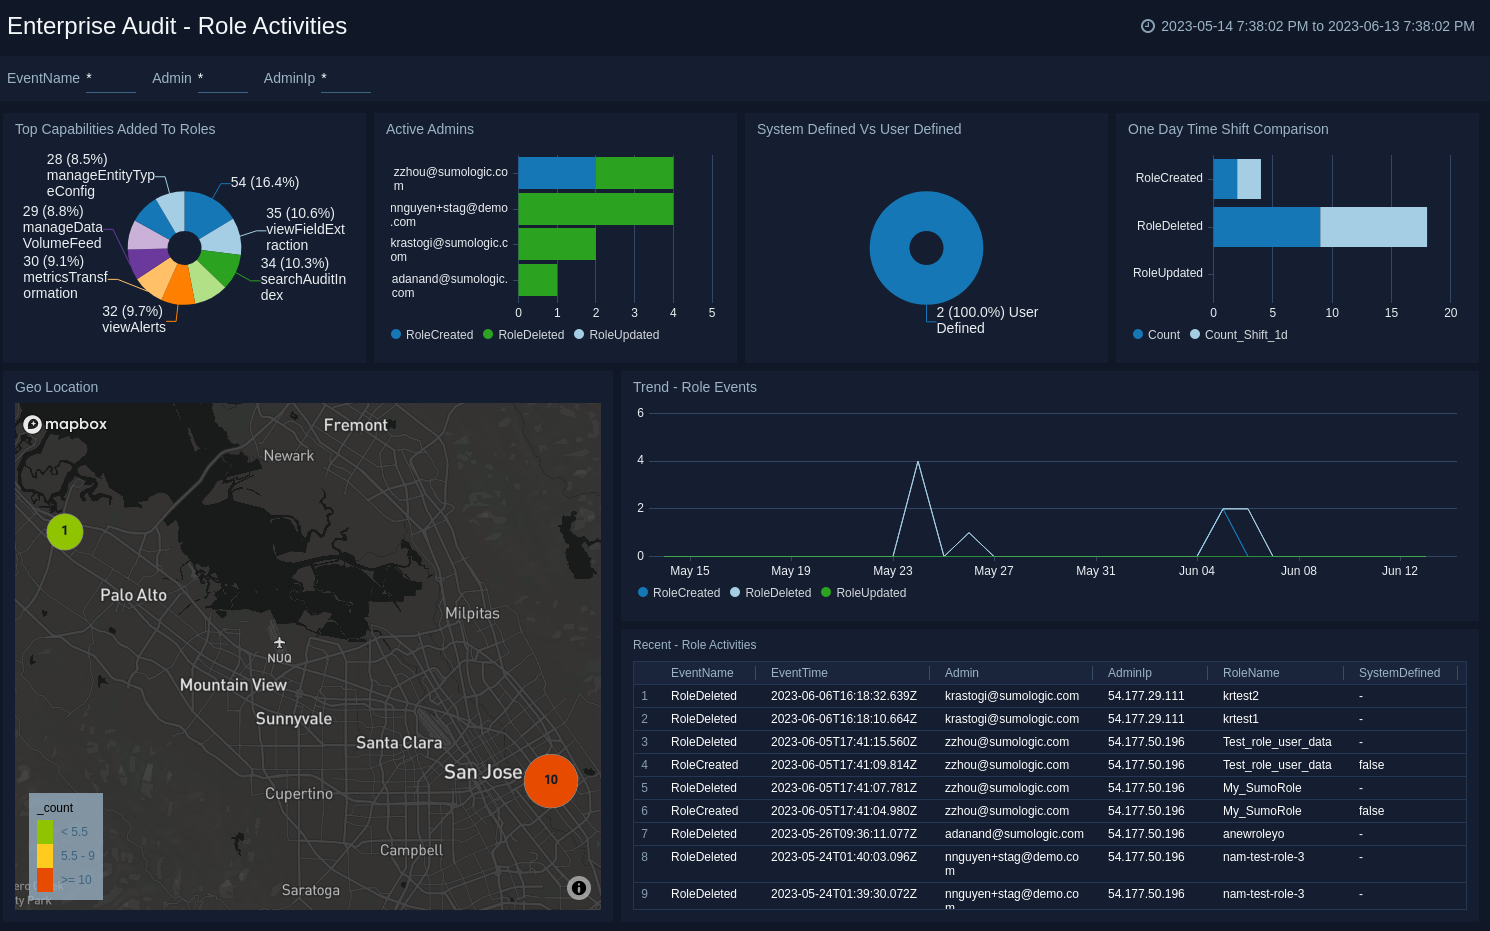 Enterprise Audit - Role Activities
2023-05-14 7:38:02 PM to 2023-06-13 7:38:02 PM
EventName * Admin * AdminIp *
Top Capabilities Added To Roles
28 (8.5%)
manageEntityTyp
eConfig
54 (16.4%)
29 (8.8%)
manageData
VolumeFeed
35 (10.6%)
viewFieldExt
raction
30 (9.1%)
metricsTransf
ormation
34 (10.3%)
searchAuditIn
dex
32 (9.7%)
viewAlerts
Active Admins
zzhou@sumologic.co
m
nnguyen+stag@demo
.com
krastogi@sumologic.c
om
adanand@sumologic.
com
0 1 2 3 4 5
RoleCreated RoleDeleted RoleUpdated
System Defined Vs User Defined
2 (100.0%) User
Defined
One Day Time Shift Comparison
RoleCreated
RoleDeleted
RoleUpdated
0 5 10 15 20
Count Count_Shift_1d
Geo Location
mapbox
Fremont
Newark
1
Palo Alto
Milpitas
NUQ
Mountain View
Sunnyvale
Santa Clara
San Jose
10
Cupertino
Campbell
Saratoga
_count
< 5.5
5.5 - 9
>= 10
ty Park
Trend - Role Events
6
4
2
0
May 15 May 19 May 23 May 27 May 31 Jun 04 Jun 08 Jun 12
RoleCreated RoleDeleted RoleUpdated
Recent - Role Activities
EventName EventTime Admin AdminIp RoleName SystemDefined
1 RoleDeleted 2023-06-06T16:18:32.639Z krastogi@sumologic.com 54.177.29.111 krtest2 -
2 RoleDeleted 2023-06-06T16:18:10.664Z krastogi@sumologic.com 54.177.29.111 krtest1 -
3 RoleDeleted 2023-06-05T17:41:15.560Z zzhou@sumologic.com 54.177.50.196 Test_role_user_data -
4 RoleCreated 2023-06-05T17:41:09.814Z zzhou@sumologic.com 54.177.50.196 Test_role_user_data false
5 RoleDeleted 2023-06-05T17:41:07.781Z zzhou@sumologic.com 54.177.50.196 My_SumoRole -
6 RoleCreated 2023-06-05T17:41:04.980Z zzhou@sumologic.com 54.177.50.196 My_SumoRole false
7 RoleDeleted 2023-05-26T09:36:11.077Z adanand@sumologic.com 54.177.50.196 anewroleyo -
8 RoleDeleted 2023-05-24T01:40:03.096Z nnguyen+stag@demo.co 54.177.50.196 nam-test-role-3 -
m
9 RoleDeleted 2023-05-24T01:39:30.072Z nnguyen+stag@demo.co 54.177.50.196 nam-test-role-3 -
m